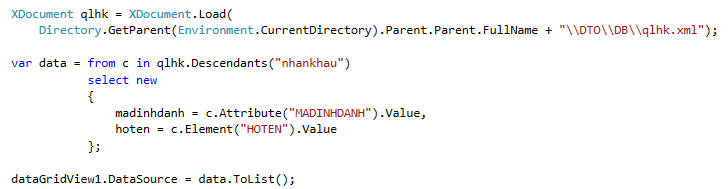 XDocument qlhk = XDocument.Load(
Directory.GetParent(Environment.CurrentDirectory).Parent.Parent.FullName + "\\DTO\\DB\\qlhk.xml");
var data = from c in qlhk.Descendants("nhankhau")
select new
{
madinhdanh = c.Attribute("MADINHDANH").Value,
hoten = c.Element("HOTEN").Value
};
dataGridView1.DataSource = data.ToList();